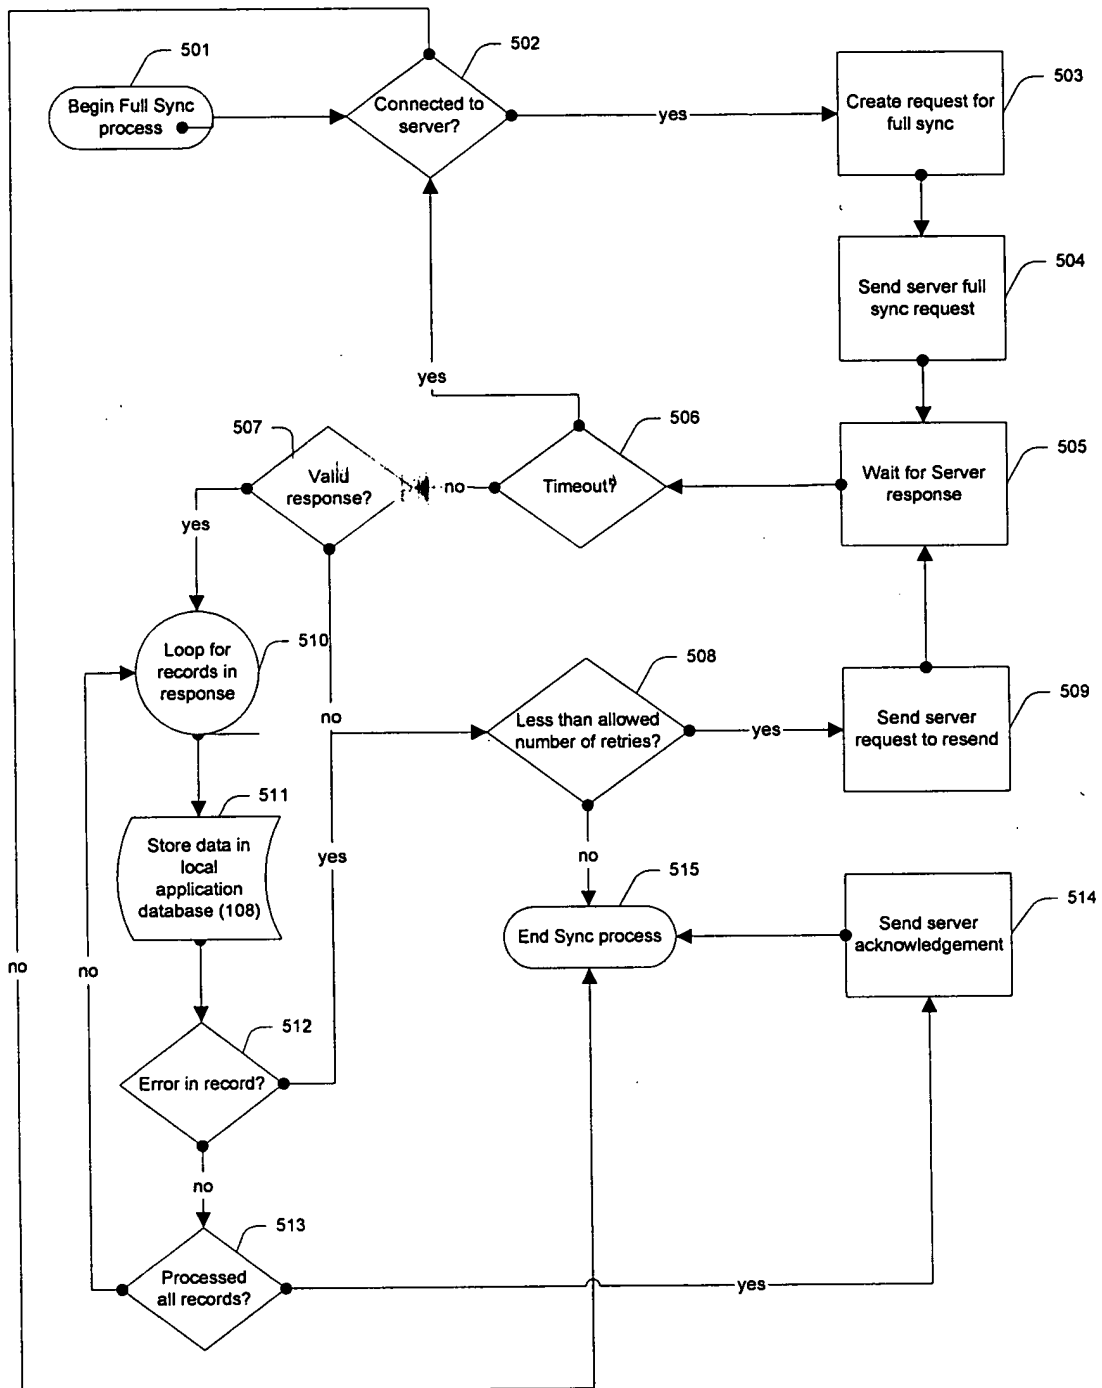 501
Begin Full Sync
process
502
Connected to
server?
yes
503
Create request for
full sync
504
Send server full
sync request
yes
507
Valid
response?
no
506
Timeout?
505
Wait for Server
response
yes
510
Loop for
records in
response
no
508
Less than allowed
number of retries?
yes
509
Send server
request to resend
511
Store data in
local
application
database (108)
yes
no
515
End Sync process
514
Send server
acknowledgement
no
no
512
Error in record?
no
513
Processed
all records?
yes